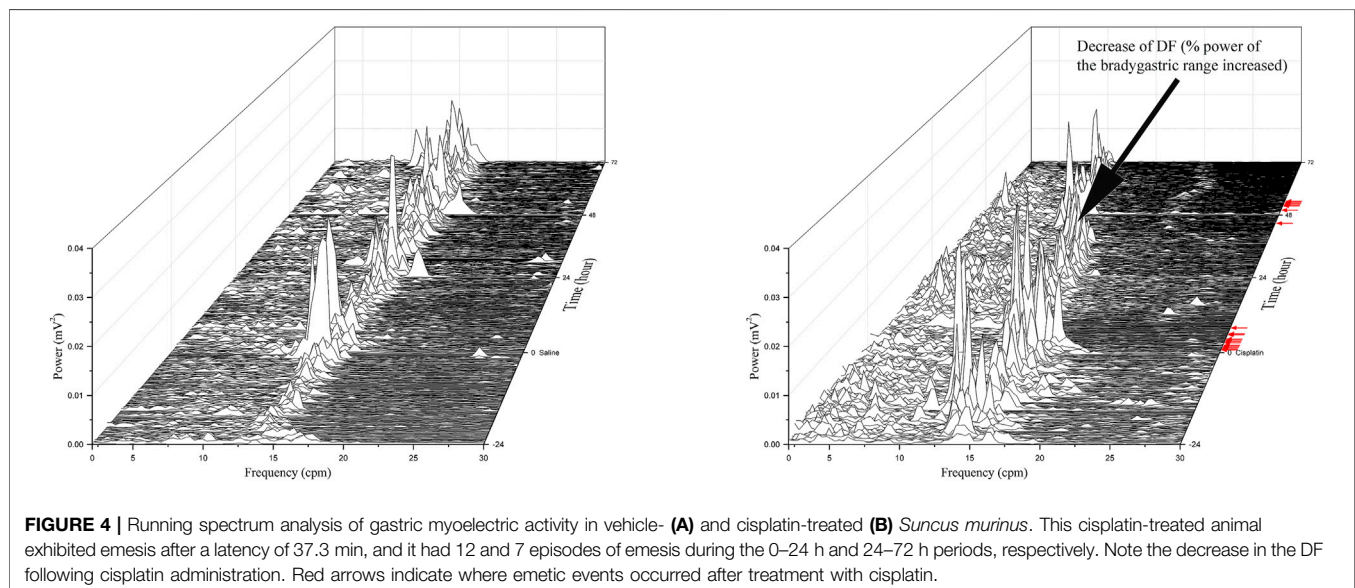 Decrease of DF (% power of
the bradygastric range increased)
72
48
24
0 Saline
-24
Time (hour)
0.04
0.03
0.02
0.01
0.00
Power (mV²)
0 5 10 15 20 25 30
Frequency (cpm)
72
48
24
0 Cisplatin
-24
Time (hour)
0.04
0.03
0.02
0.01
0.00
Power (mV²)
0 5 10 15 20 25 30
Frequency (cpm)
FIGURE 4 | Running spectrum analysis of gastric myoelectric activity in vehicle- (A) and cisplatin-treated (B) Suncus murinus. This cisplatin-treated animal
exhibited emesis after a latency of 37.3 min, and it had 12 and 7 episodes of emesis during the 0–24 h and 24–72 h periods, respectively. Note the decrease in the DF
following cisplatin administration. Red arrows indicate where emetic events occurred after treatment with cisplatin.